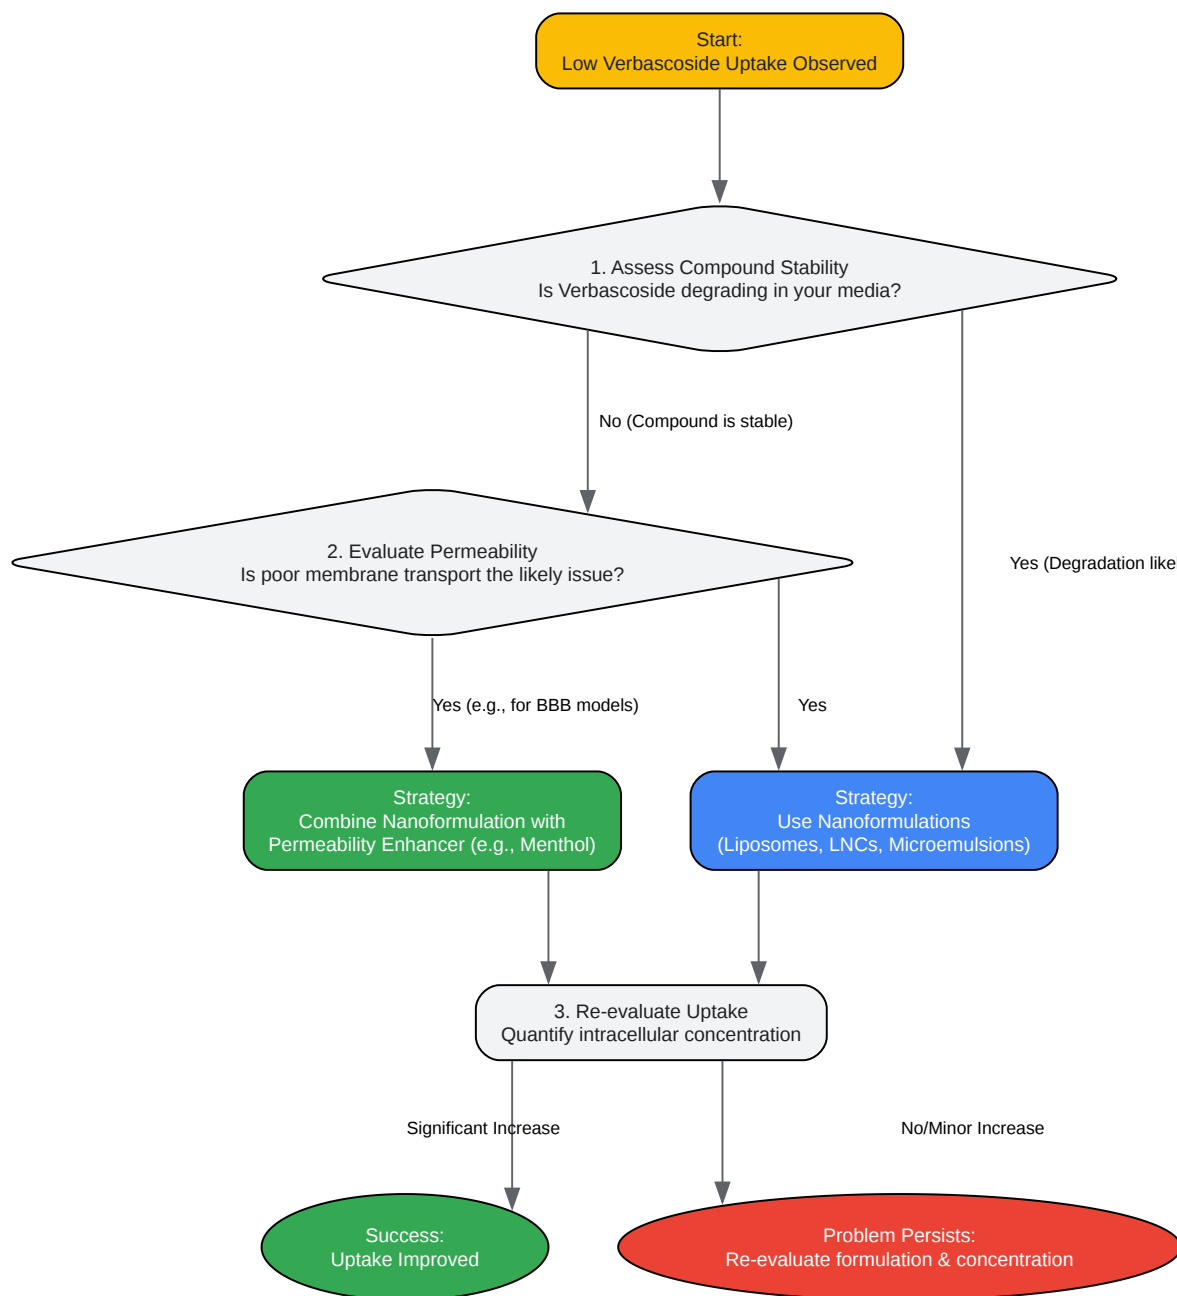 Start:
Low Verbascoside Uptake Observed
1. Assess Compound Stability
Is Verbascoside degrading in your media?
No (Compound is stable)
2. Evaluate Permeability
Is poor membrane transport the likely issue?
Yes (Degradation
Yes (e.g., for BBB models)
Yes
Strategy:
Combine Nanoformulation with
Permeability Enhancer (e.g., Menthol)
Strategy:
Use Nanoformulations
(Liposomes, LNCs, Microemulsions)
3. Re-evaluate Uptake
Quantify intracellular concentration
Significant Increase
No/Minor Increase
Success:
Uptake Improved
Problem Persists:
Re-evaluate formulation & concentration